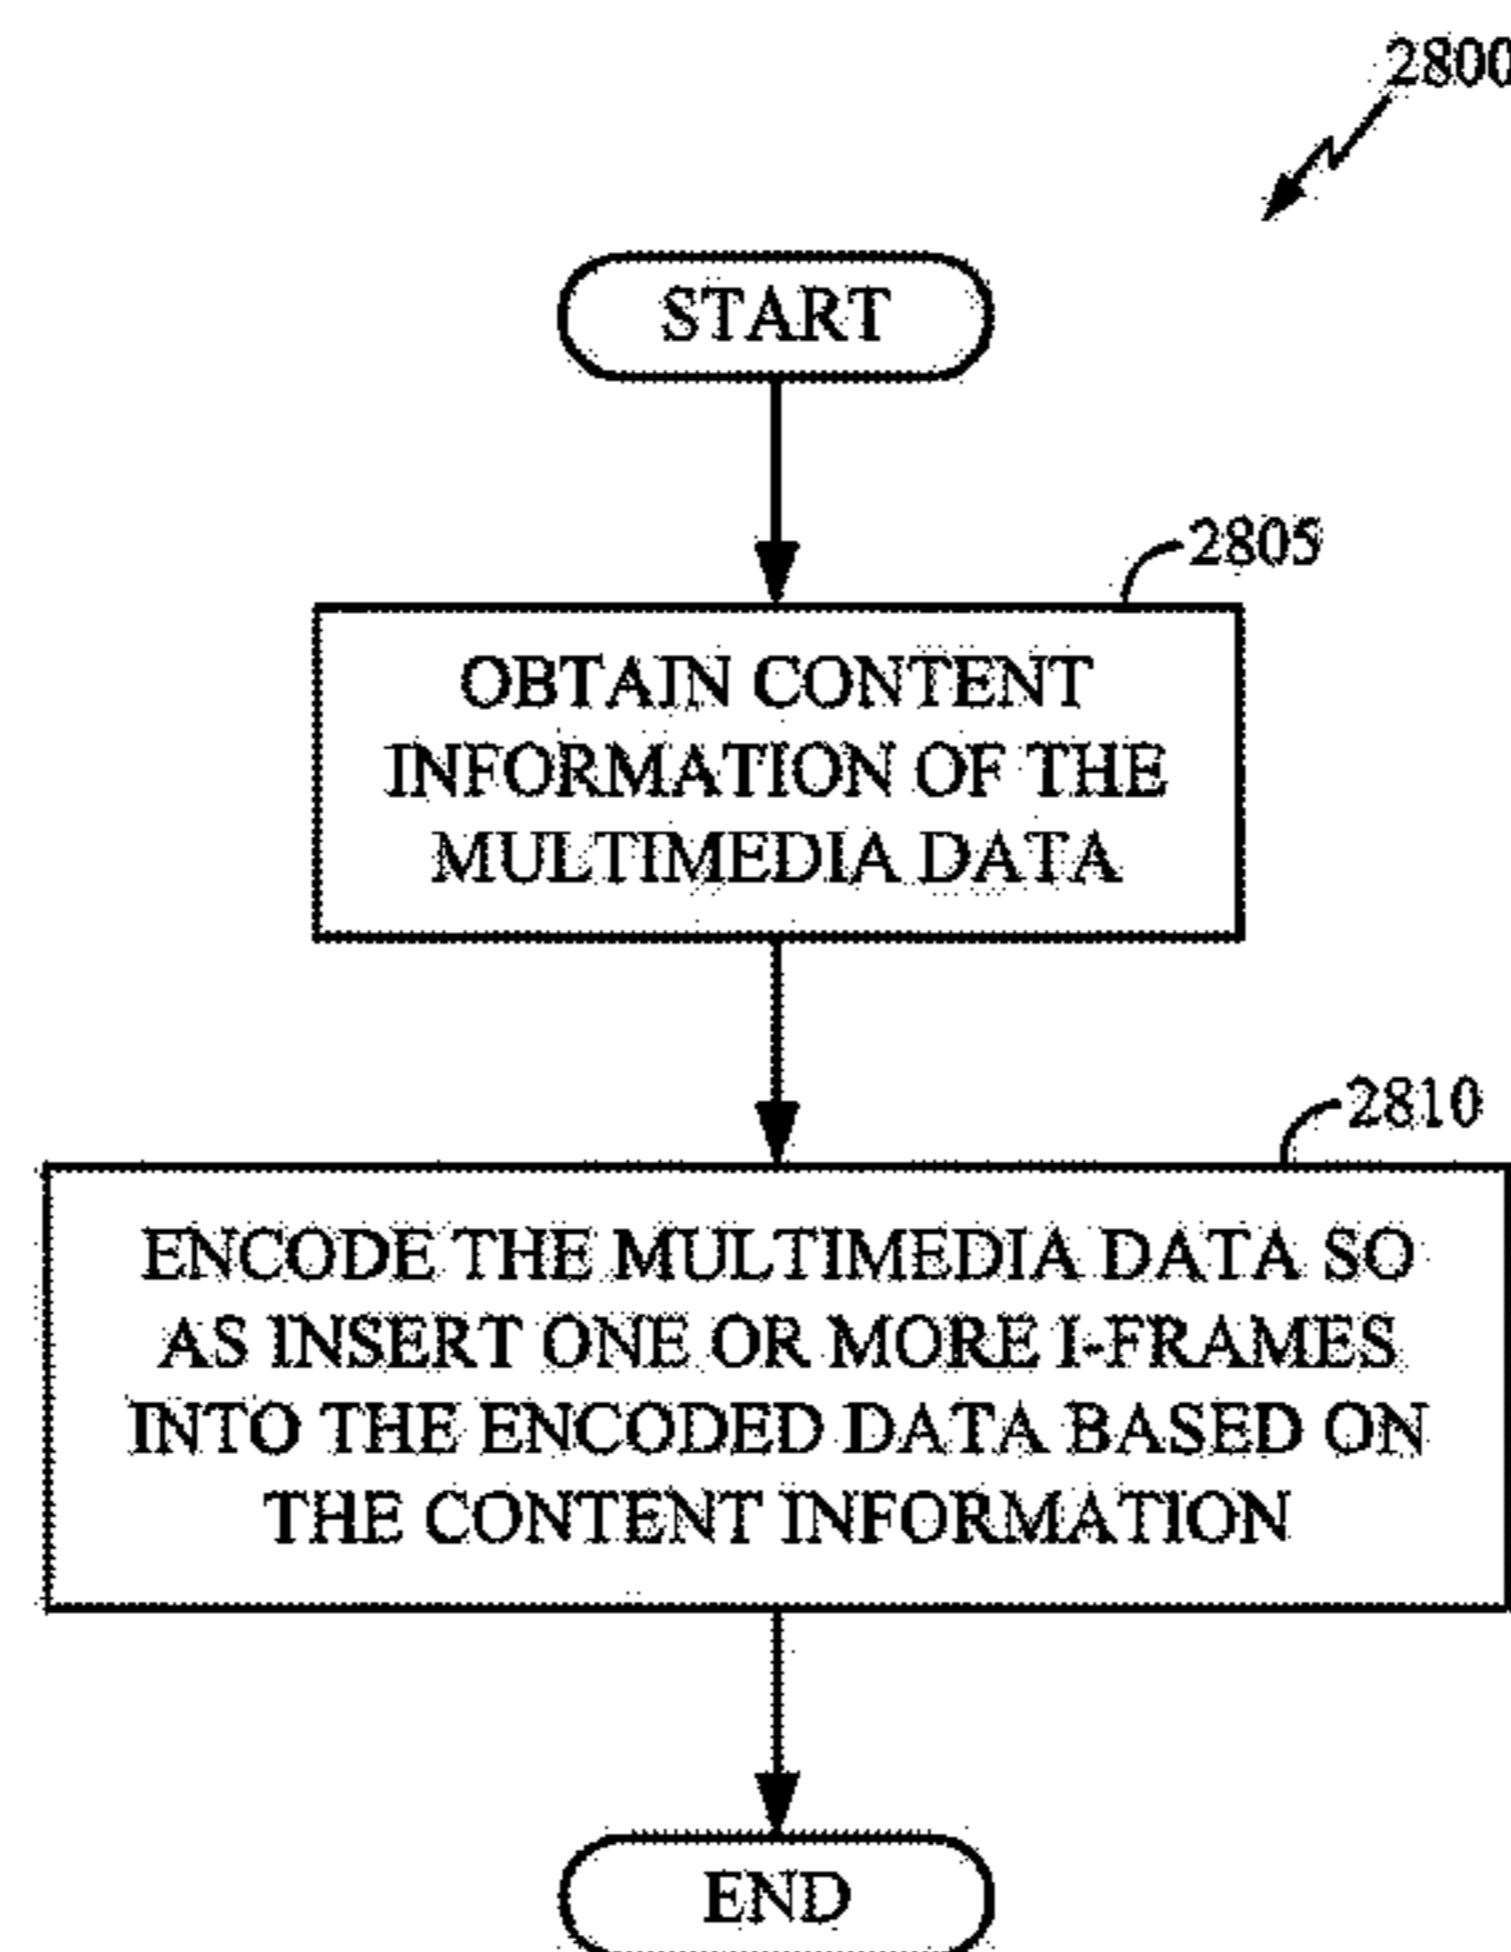 2800
START
2805
OBTAIN CONTENT
INFORMATION OF THE
MULTIMEDIA DATA
2810
ENCODE THE MULTIMEDIA DATA SO
AS INSERT ONE OR MORE I-FRAMES
INTO THE ENCODED DATA BASED ON
THE CONTENT INFORMATION
END